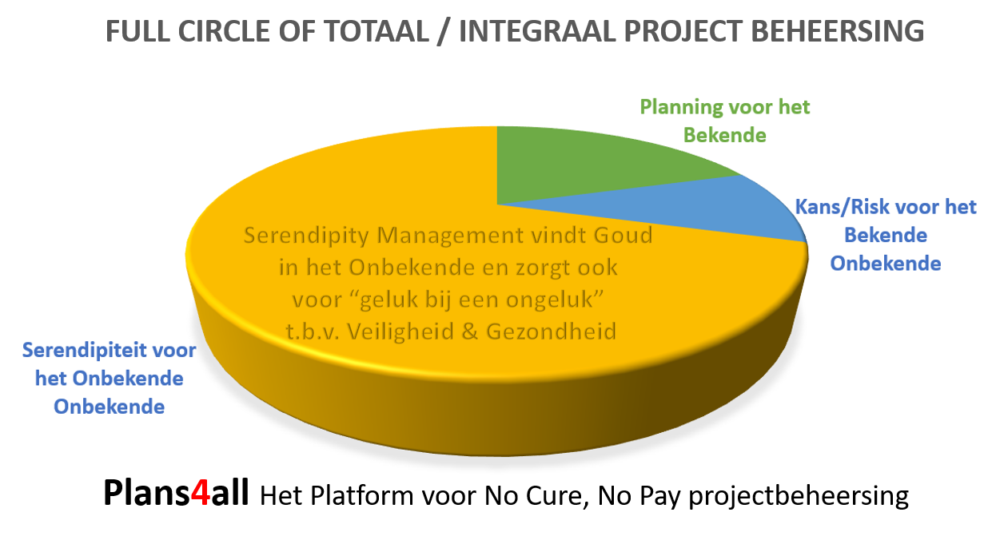 FULL CIRCLE OF TOTAAL / INTEGRAAL PROJECT BEHEERSING
Planning voor het
Bekende
Kans/Risk voor het
Bekende
Onbekende
Serendipity Management vindt Goud
in het Onbekende en zorgt ook
voor “geluk bij een ongeluk”
t.b.v. Veiligheid & Gezondheid
Serendipiteit voor
het Onbekende
Onbekende
Plans4all Het Platform voor No Cure, No Pay projectbeheersing